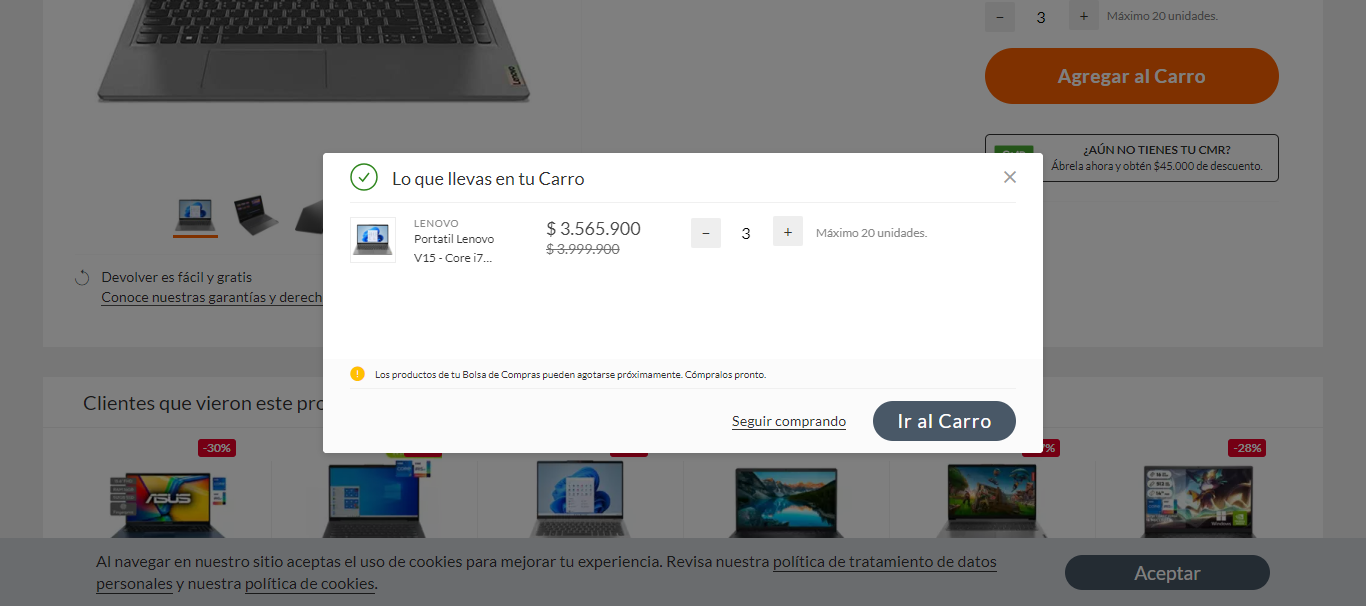 3
Máximo 20 unidades.
Agregar al Carro
¿AÚN NO TIENES TU CMR?
Ábrela ahora y obtén $45.000 de descuento.
Lo que llevas en tu Carro
LENOVO
Portatil Lenovo
V15 - Core i7...
$ 3.565.900
$ 3.999.900
− 3 + Máximo 20 unidades.
Devolver es fácil y gratis
Conoce nuestras garantías y derech
Los productos de tu Bolsa de Compras pueden agotarse próximamente. Cómpralos pronto.
Seguir comprando
Ir al Carro
Clientes que vieron este pro
-30%
7%
-28%
ASUS
Al navegar en nuestro sitio aceptas el uso de cookies para mejorar tu experiencia. Revisa nuestra política de tratamiento de datos
personales y nuestra política de cookies.
Aceptar